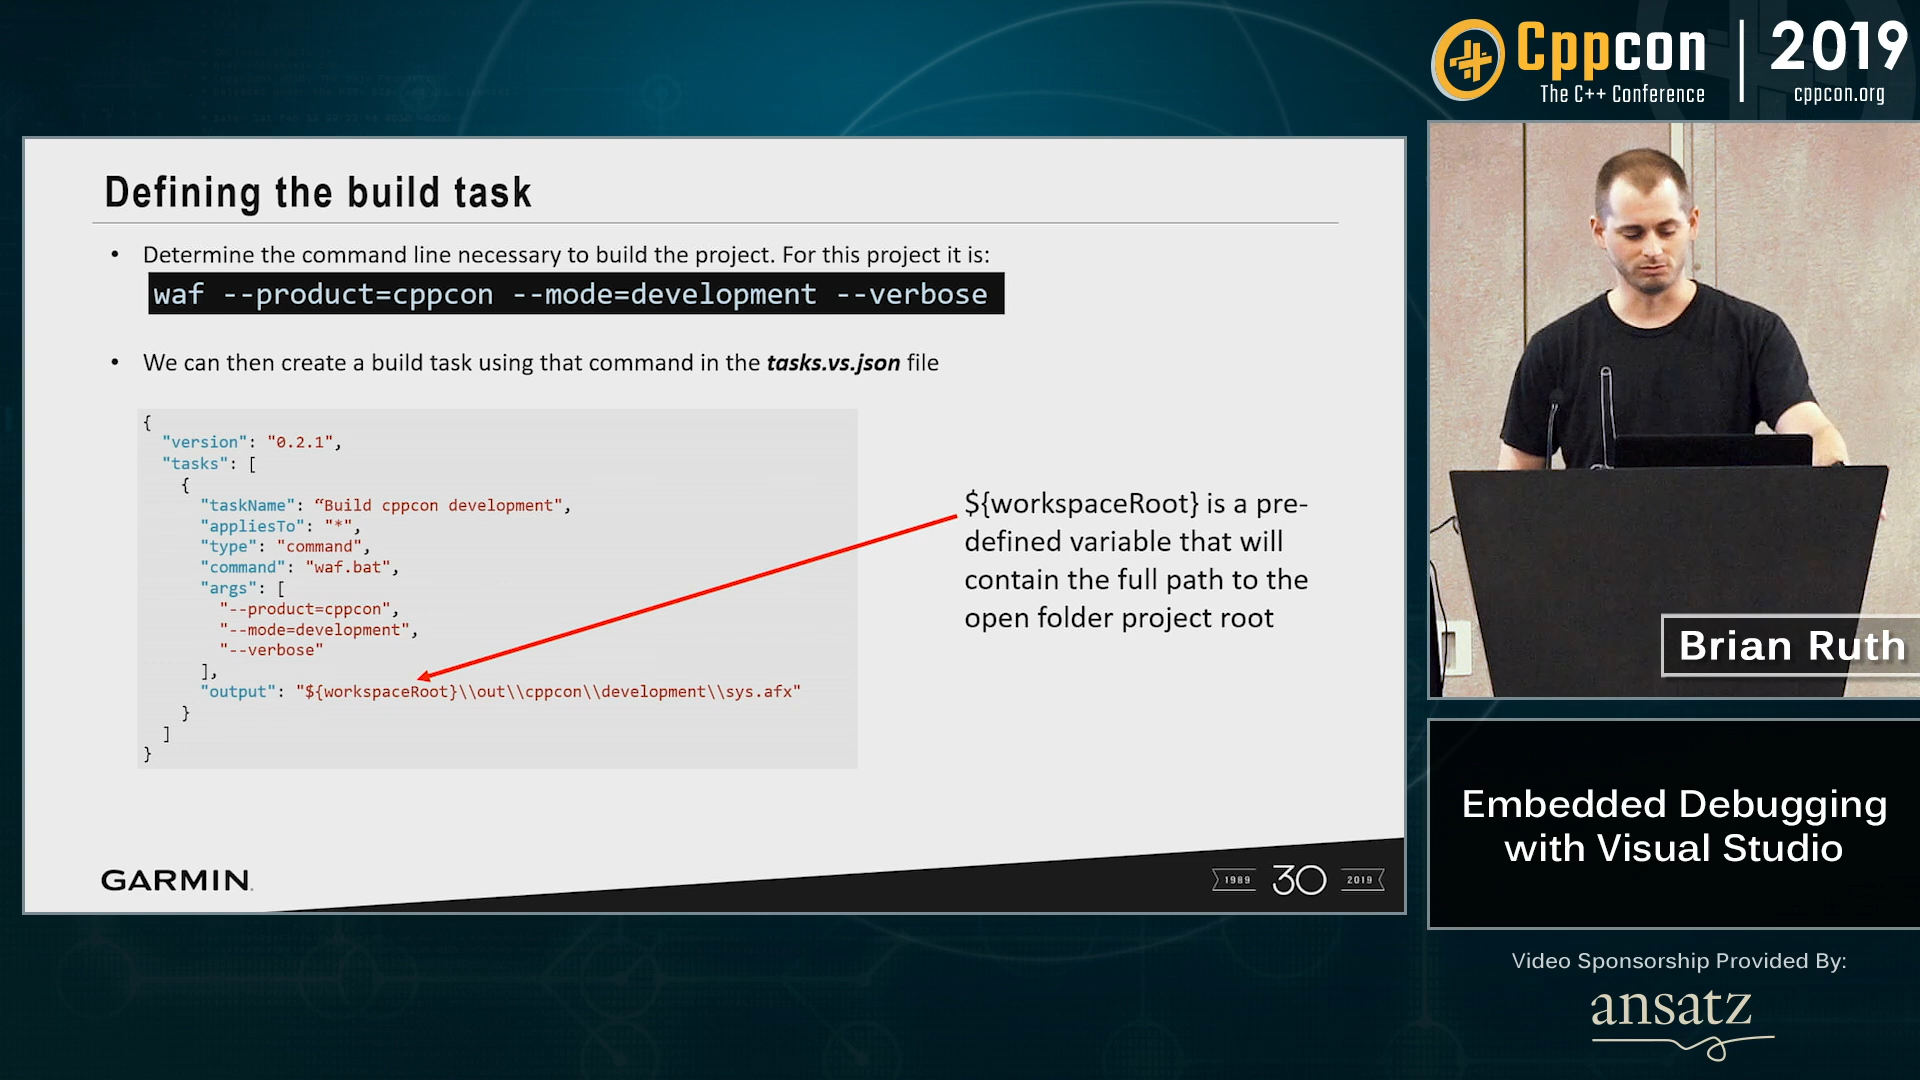 Cppcon
The C++ Conference
2019
cppcon.org
Defining the build task
• Determine the command line necessary to build the project. For this project it is:
waf --product=cppcon --mode=development --verbose
• We can then create a build task using that command in the tasks.vs.json file
{
"version": "0.2.1",
"tasks": [
{
"taskName": “Build cppcon development",
"appliesTo": "*",
"type": "command",
"command": "waf.bat",
"args": [
"--product=cppcon",
"--mode=development",
"--verbose"
],
"output": "${workspaceRoot}\\out\\cppcon\\development\\sys.afx"
}
]
}
${workspaceRoot} is a pre-
defined variable that will
contain the full path to the
open folder project root
GARMIN.
1989 30 2019
Brian Ruth
Embedded Debugging
with Visual Studio
Video Sponsorship Provided By:
ansatz